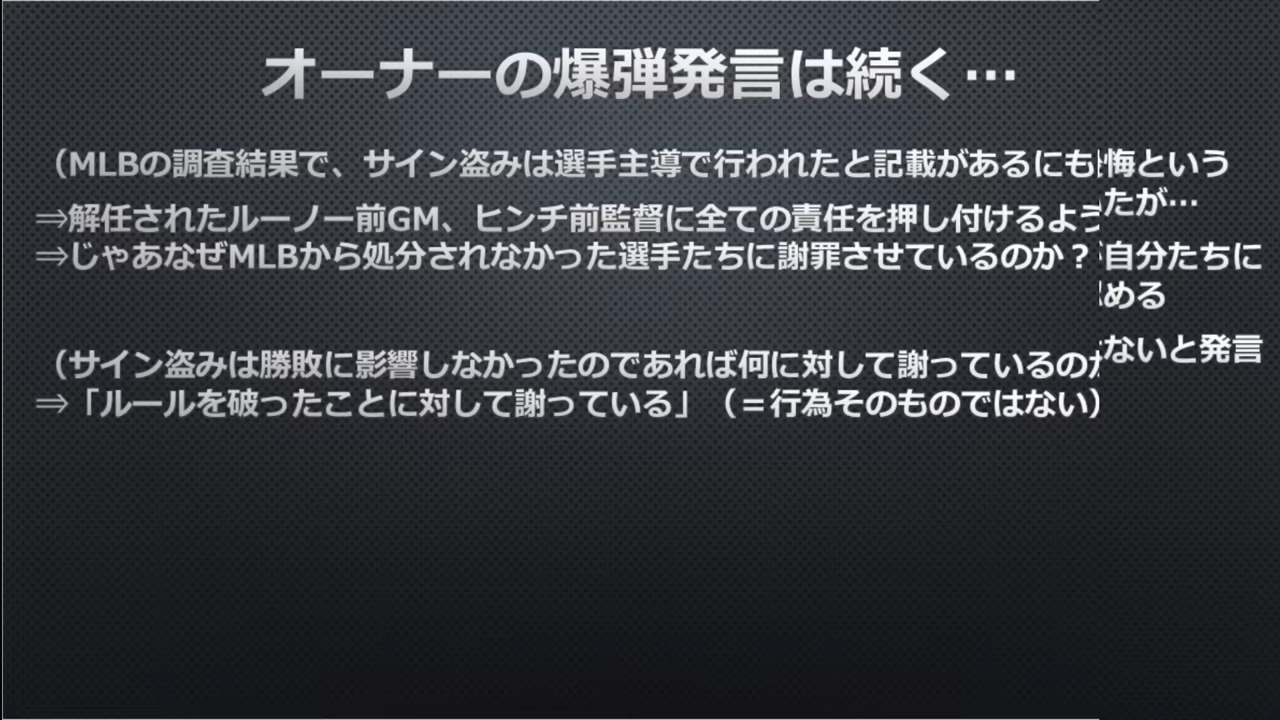 オーナーの爆弾発言は続く…
（MLBの調査結果で、サイン盗みは選手主導で行われたと記載があるにも
悔という
たが…
⇒解任されたルーノー前GM、ヒンチ前監督に全ての責任を押し付けるよう
⇒じゃあなぜMLBから処分されなかった選手たちに謝罪させているのか？
自分たちに
める
ないと発言
（サイン盗みは勝敗に影響しなかったのであれば何に対して謝っているの
⇒「ルールを破ったことに対して謝っている」（＝行為そのものではない）